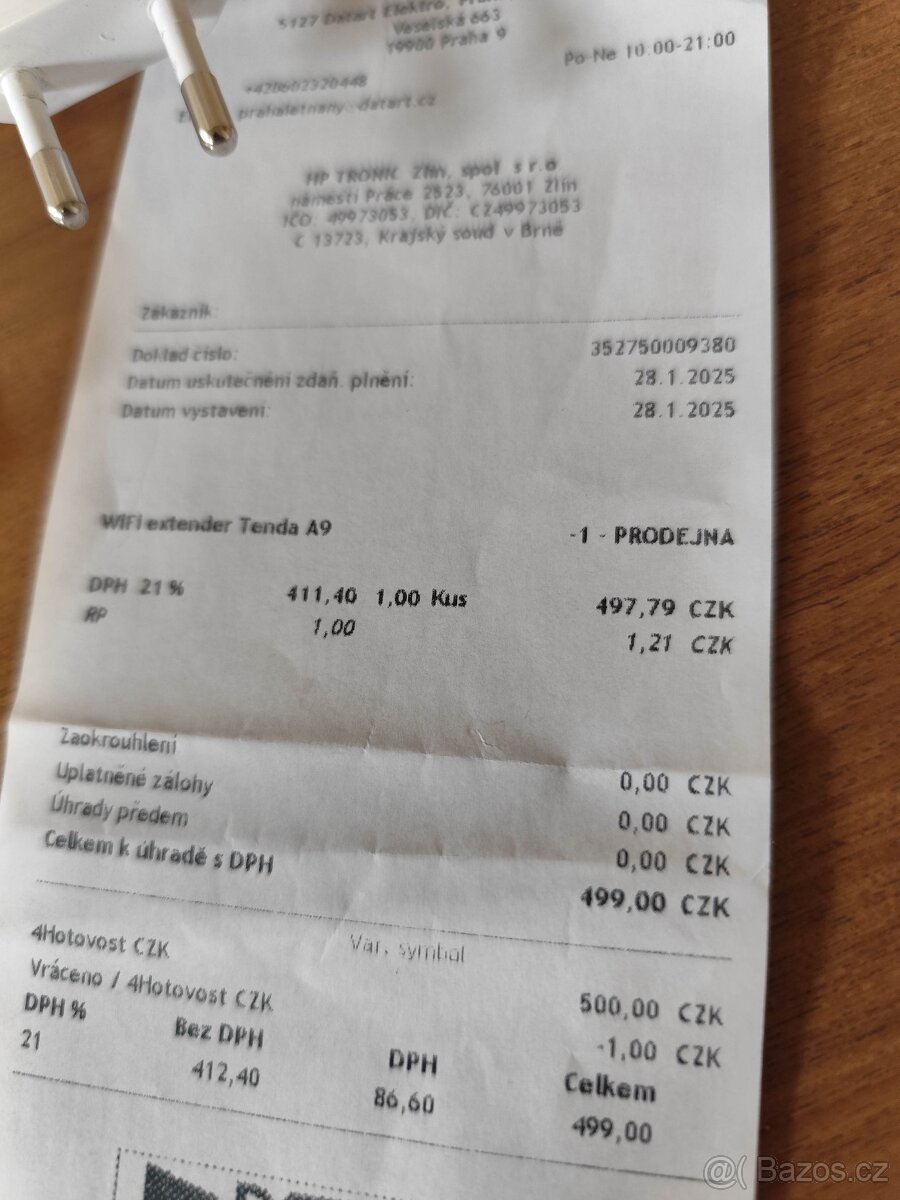 5127 Datart Elektro,
Veselská 663
19900 Praha 9
Po-Ne 10.00-21:00
+420602320448
prahaletnany@datart.cz
HP TRONIC Zlín, spol. s r.o
náměstí Práce 2523, 76001 Zlín
IČO: 49973053, DIČ: CZ49973053
C 13723, Krajský soud v Brně
Zákazník:
Doklad číslo: 352750009380
Datum uskutečnění zdaň. plnění: 28.1.2025
Datum vystavení: 28.1.2025
WiFi extender Tenda A9 -1 - PRODEJNA
DPH 21 % 411,40 1,00 Kus 497,79 CZK
RP 1,00 1,21 CZK
Zaokrouhlení 0,00 CZK
Uplatněné zálohy 0,00 CZK
Úhrady předem 0,00 CZK
Celkem k úhradě s DPH 499,00 CZK
4Hotovost CZK Var. symbol 500,00 CZK
Vráceno / 4Hotovost CZK -1,00 CZK
DPH % Bez DPH DPH Celkem
21 412,40 86,60 499,00
@( Bazos.cz